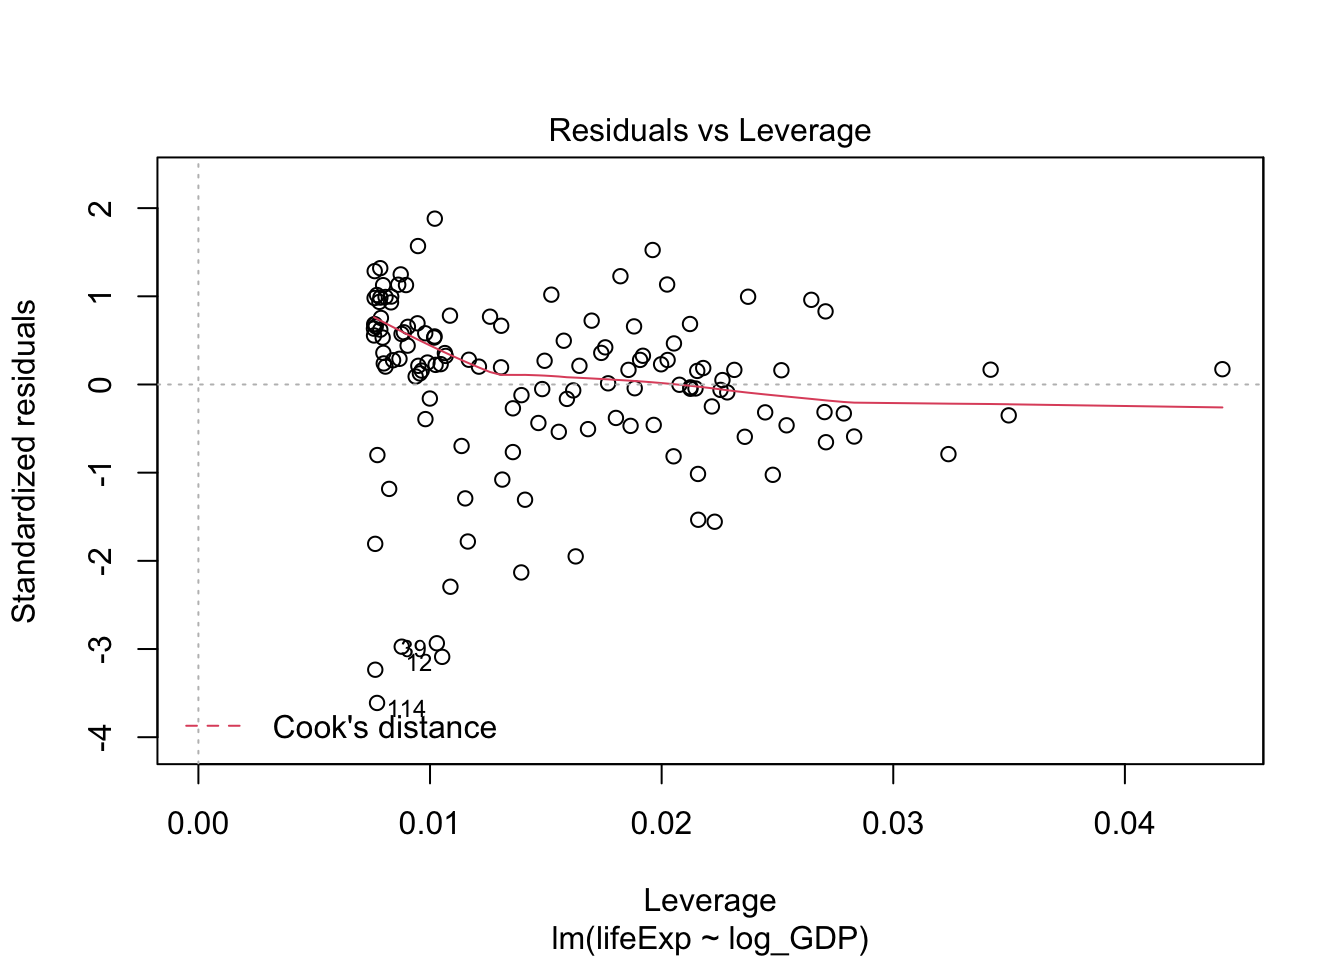 Residuals vs Leverage
Standardized residuals
2
1
0
-1
-2
-3
-4
39
12
114
Cook's distance
0.00 0.01 0.02 0.03 0.04
Leverage
lm(lifeExp ~ log_GDP)